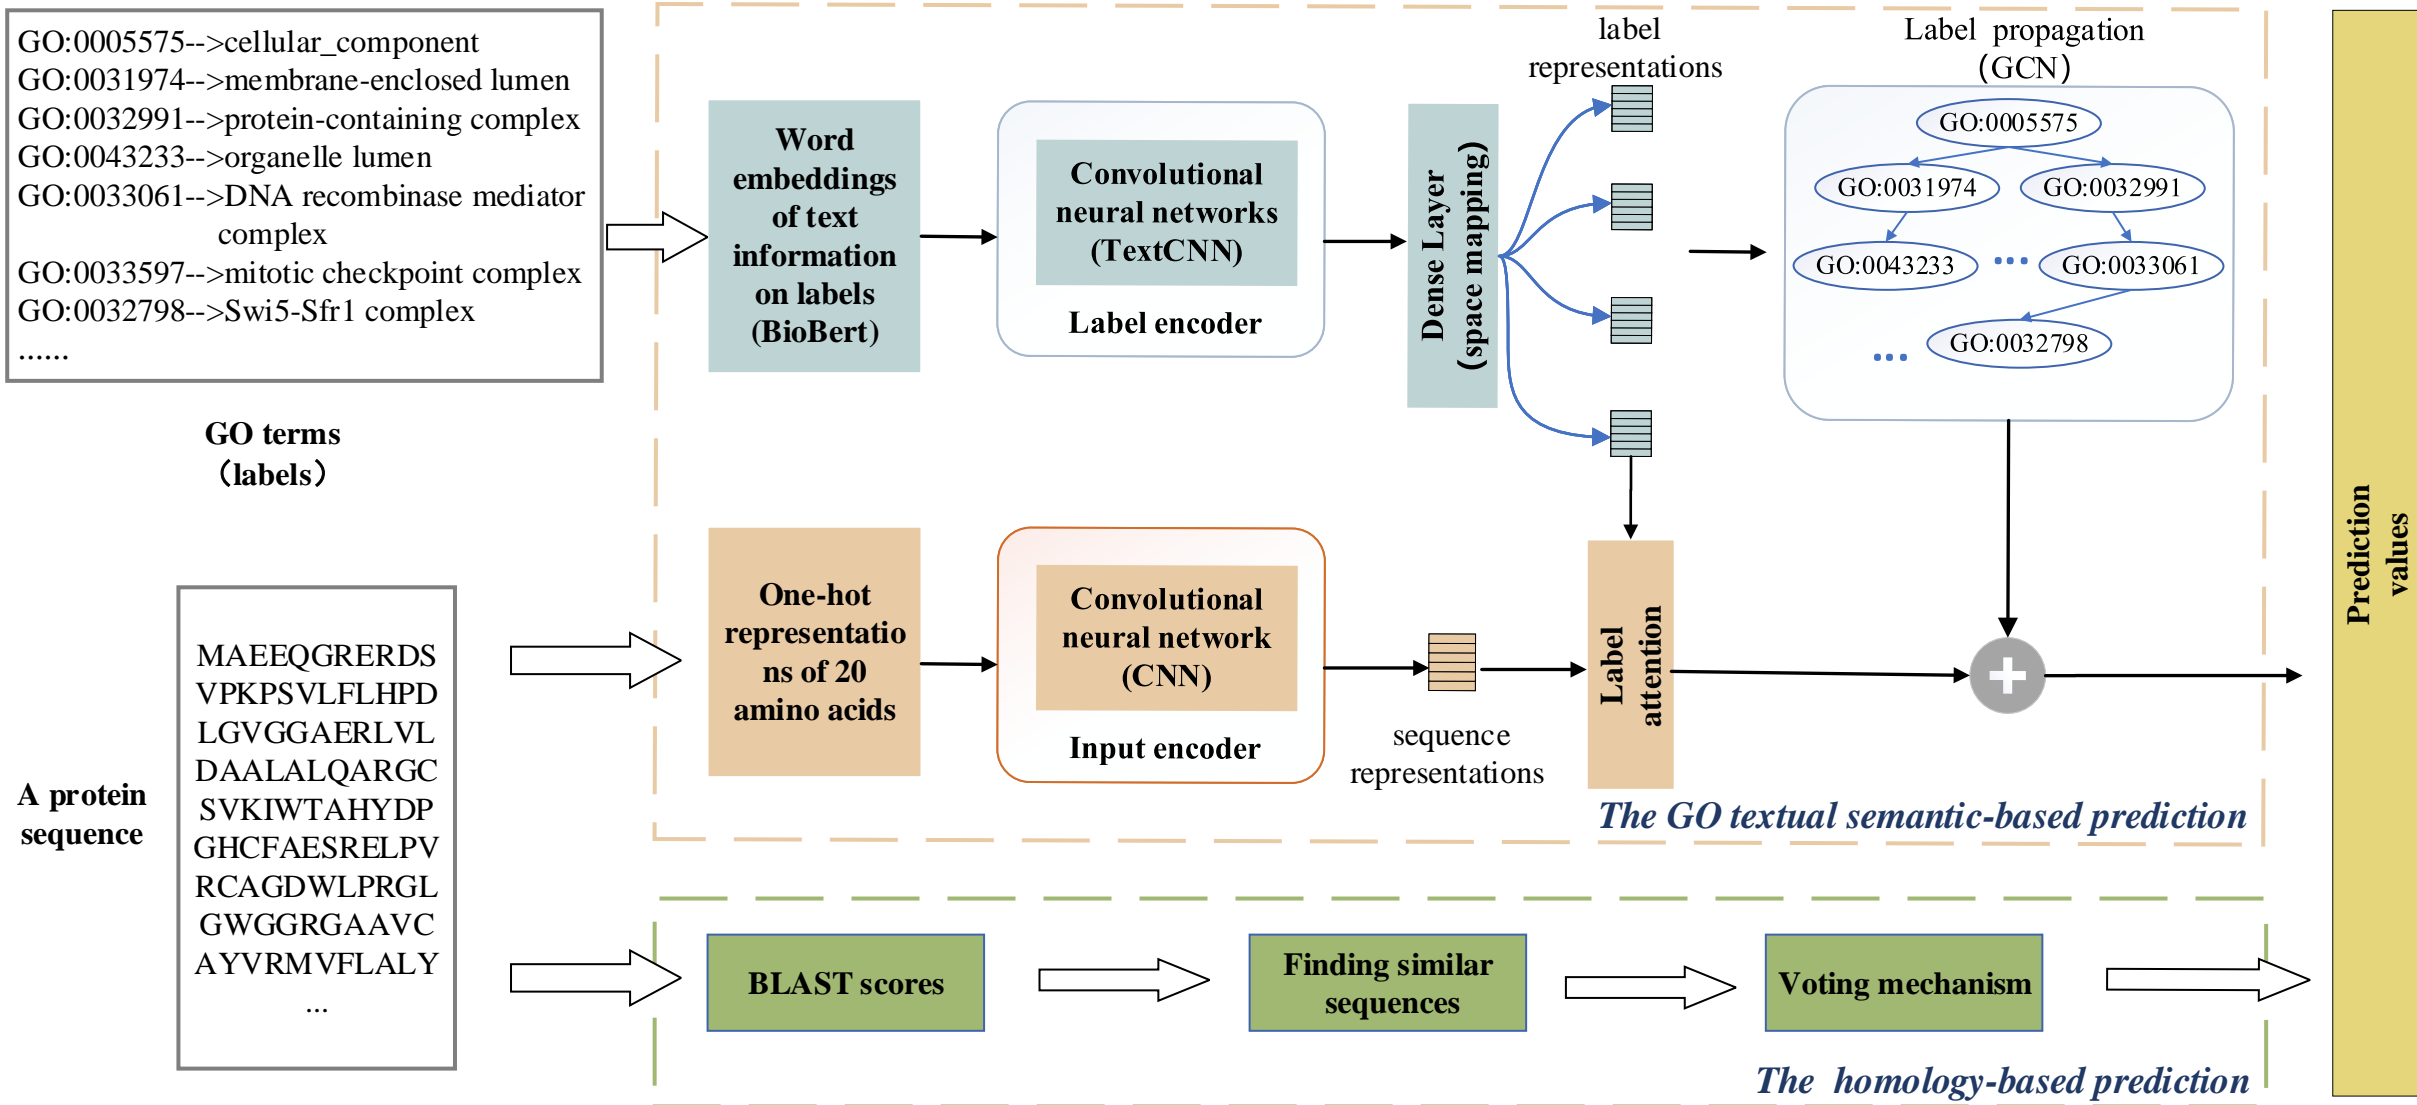 GO:0005575-->cellular_component
GO:0031974-->membrane-enclosed lumen
GO:0032991-->protein-containing complex
GO:0043233-->organelle lumen
GO:0033061-->DNA recombinase mediator
complex
GO:0033597-->mitotic checkpoint complex
GO:0032798-->Swi5-Sfr1 complex
......
GO terms
（labels）
Word
embeddings
of text
information
on labels
(BioBert)
Convolutional
neural networks
(TextCNN)
Label encoder
Dense Layer
(space mapping)
label
representations
Label propagation
（GCN）
GO:0005575
GO:0031974
GO:0032991
GO:0043233
...
GO:0033061
...
GO:0032798
A protein
sequence
MAEEQGRERDS
VPKPSVLFLHPD
LGVGGAERLVL
DAALALQARGC
SVKIWTAHYDP
GHCFAESRELPV
RCAGDWLPRGL
GWGGRGAAVC
AYVRMVFLALY
...
One-hot
representatio
ns of 20
amino acids
Convolutional
neural network
(CNN)
Input encoder
sequence
representations
Label
attention
+
The GO textual semantic-based prediction
BLAST scores
Finding similar
sequences
Voting mechanism
The homology-based prediction
Prediction
values